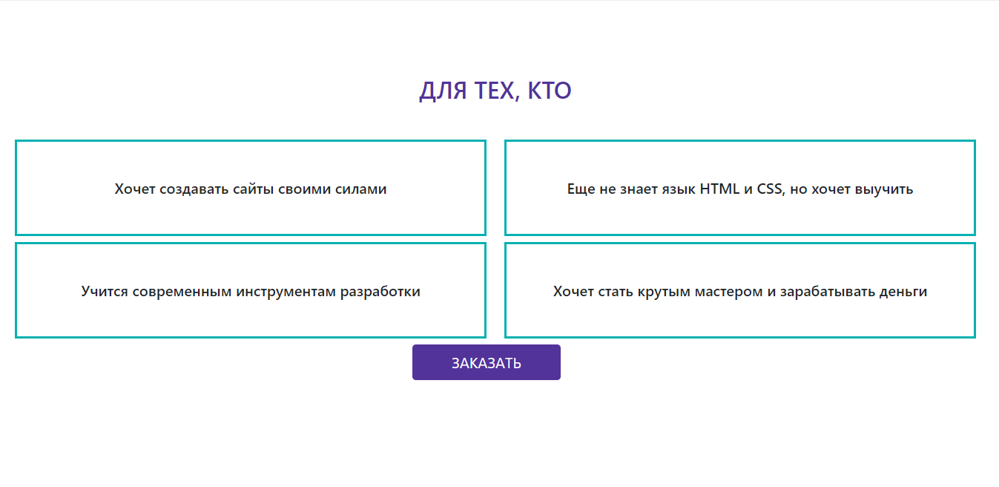 ДЛЯ ТЕХ, КТО
Хочет создавать сайты своими силами
Еще не знает язык HTML и CSS, но хочет выучить
Учится современным инструментам разработки
Хочет стать крутым мастером и зарабатывать деньги
ЗАКАЗАТЬ